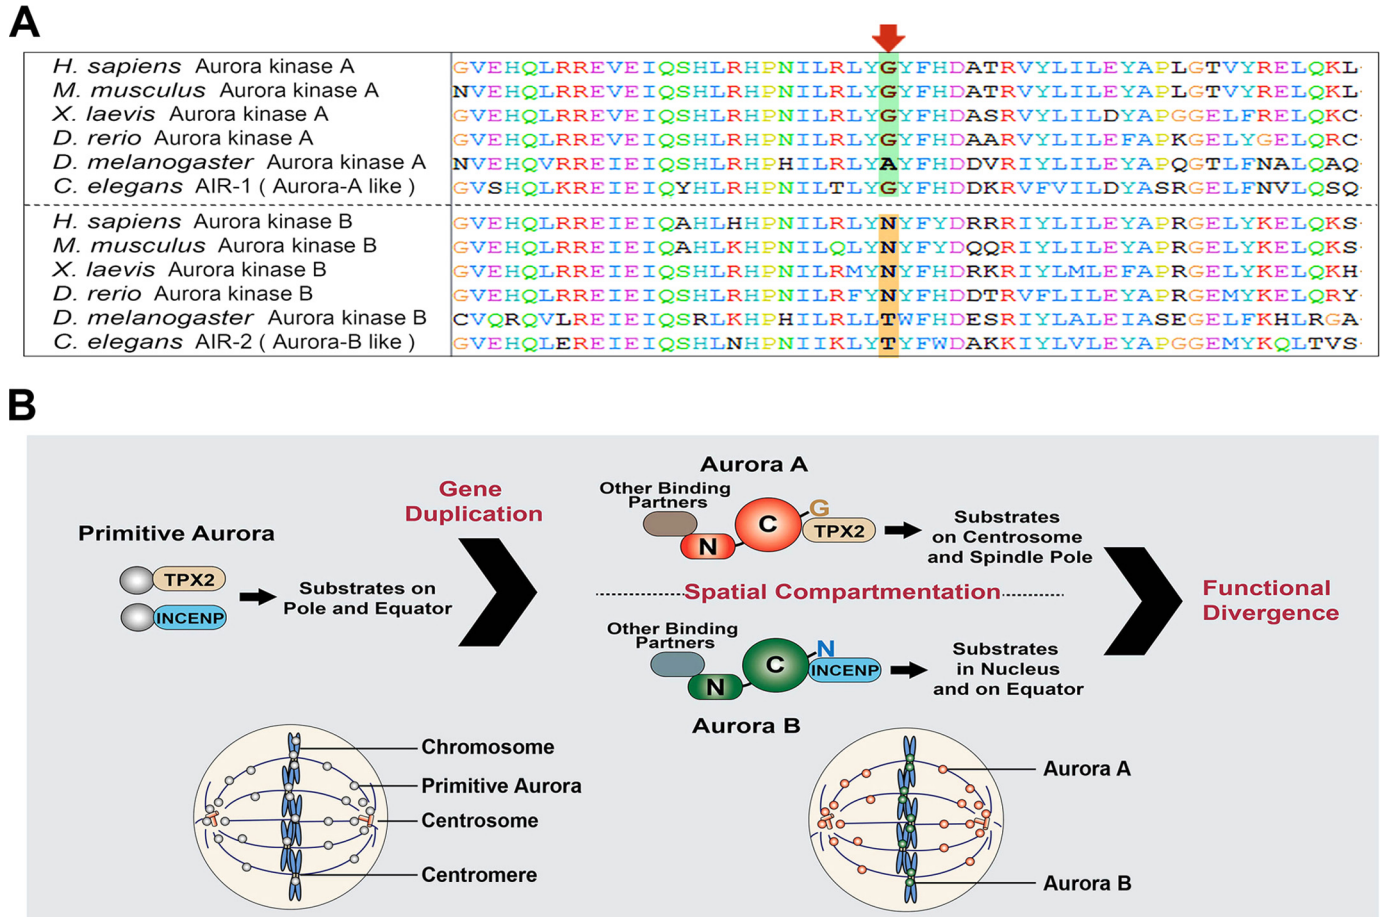 A
H. sapiens Aurora kinase A GVEHQLRREVEIQSHLRHPNILRLYGYFHDATRVYLILEYAPLGTVYRELQKL
M. musculus Aurora kinase A NVEHQLRREVEIQSHLRHPNILRLYGYFHDATRVYLILEYAPLGTVYRELQKL
X. laevis Aurora kinase A GVEHQLRREVEIQSHLRHPNILRLYGYFHDASRVYLILDYAPGGELFRELQKC
D. rerio Aurora kinase A GVEHQLRREVEIQSHLRHPNILRLYGYFHDAARVYLILEFAPKGELYGELQRC
D. melanogaster Aurora kinase A NVEHQVRREIEIQSHLRHPHILRLYAYFHDDVRIYLILEYAPQGTLFNALQAQ
C. elegans AIR-1 ( Aurora-A like ) GVSHQLKREIEIQYHLRHPNILTLYGYFHDDKRVFVILDYASRGELFNVLQSQ
H. sapiens Aurora kinase B GVEHQLRREIEIQAHLHHPNILRLYNYFYDRRRIYLILEYAPRGELYKELQKS
M. musculus Aurora kinase B GVEHQLRREIEIQAHLKHPNILQLYNYFYDQQRIYLILEYAPRGELYKELQKS
X. laevis Aurora kinase B GVEHQLRREIEIQSHLRHPNILRMYNYFHDRKRIYLMLEFAPRGELYKELQKH
D. rerio Aurora kinase B GVEHQLRREIEIQSHLRHPNILRFYNYFHDDTRVFLILEYAPRGEMYKELQRY
D. melanogaster Aurora kinase B CVQRQVLREIEIQSRLKHPHILRLLTWFHDESRIYLALEIASEGELFKHLRGA
C. elegans AIR-2 ( Aurora-B like ) GVEHQLEREIEIQSHLNHPNIIKLYTYFWDAKKIYLVLEYAPGGEMYKQLTVS
B
Primitive Aurora
TPX2
INCENP
Substrates on
Pole and Equator
Gene
Duplication
Aurora A
Other Binding
Partners
N
C
G
TPX2
Substrates
on Centrosome
and Spindle Pole
Spatial Compartmentation
Other Binding
Partners
N
C
N
INCENP
Substrates
in Nucleus
and on Equator
Aurora B
Functional
Divergence
Chromosome
Primitive Aurora
Centrosome
Centromere
Aurora A
Aurora B